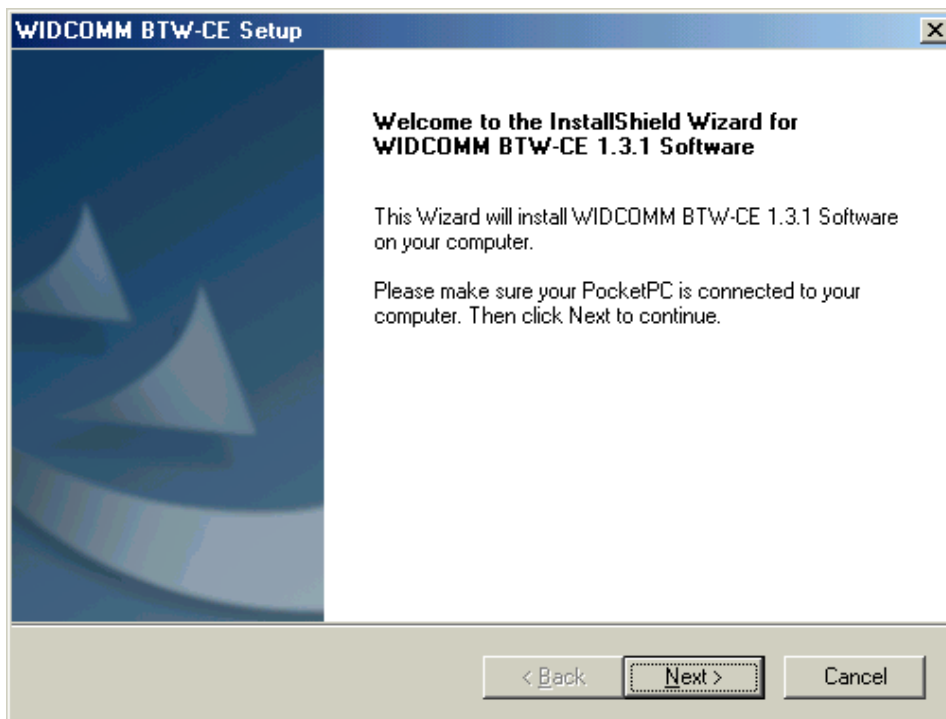 WIDCOMM BTW-CE Setup
Welcome to the InstallShield Wizard for
WIDCOMM BTW-CE 1.3.1 Software
This Wizard will install WIDCOMM BTW-CE 1.3.1 Software
on your computer.
Please make sure your PocketPC is connected to your
computer. Then click Next to continue.
< Back
Next >
Cancel